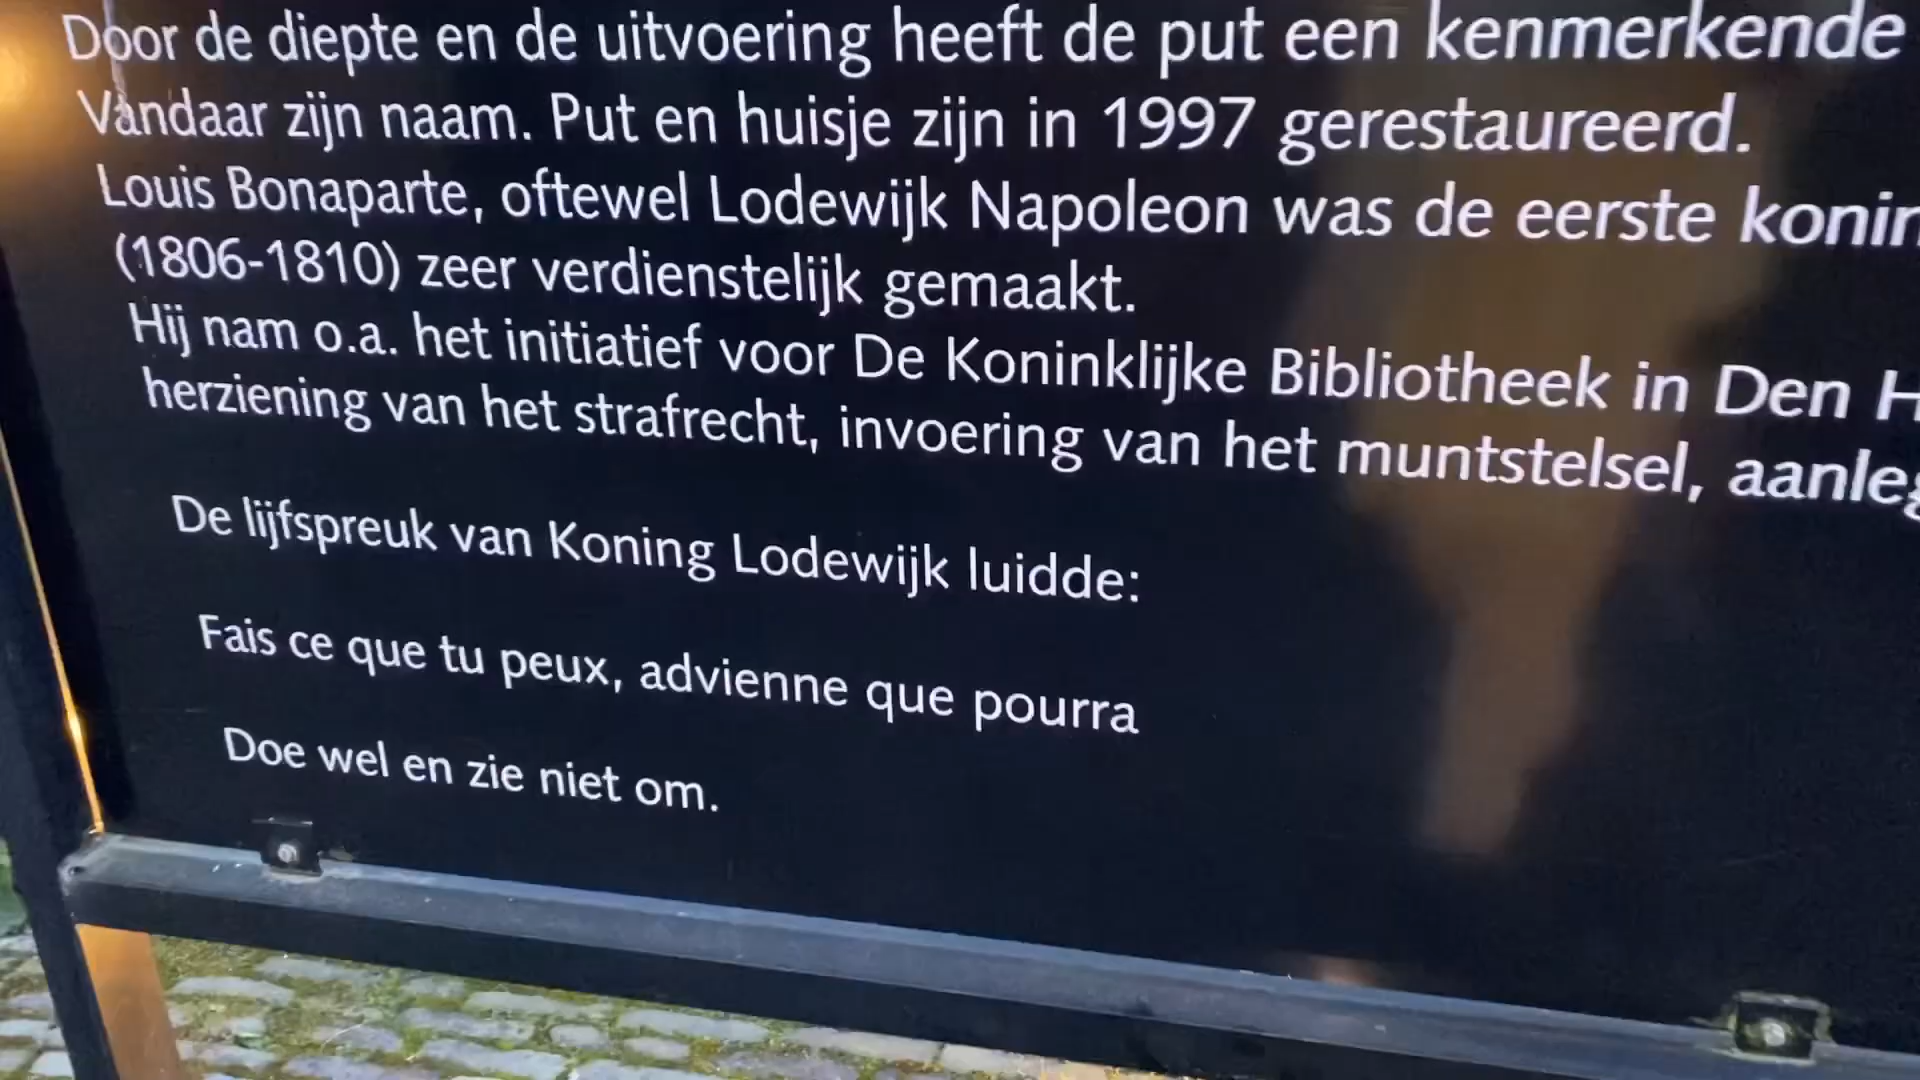 Door de diepte en de uitvoering heeft de put een kenmerkende
Vandaar zijn naam. Put en huisje zijn in 1997 gerestaureerd.
Louis Bonaparte, oftewel Lodewijk Napoleon was de eerste
(1806-1810) zeer verdienstelijk gemaakt.
Hij nam o.a. het initiatief voor De Koninklijke Bibliotheek in Den
herziening van het strafrecht, invoering van het muntstelsel,
De lijfspreuk van Koning Lodewijk luidde:
Fais ce que tu peux, advienne que pourra
Doe wel en zie niet om.